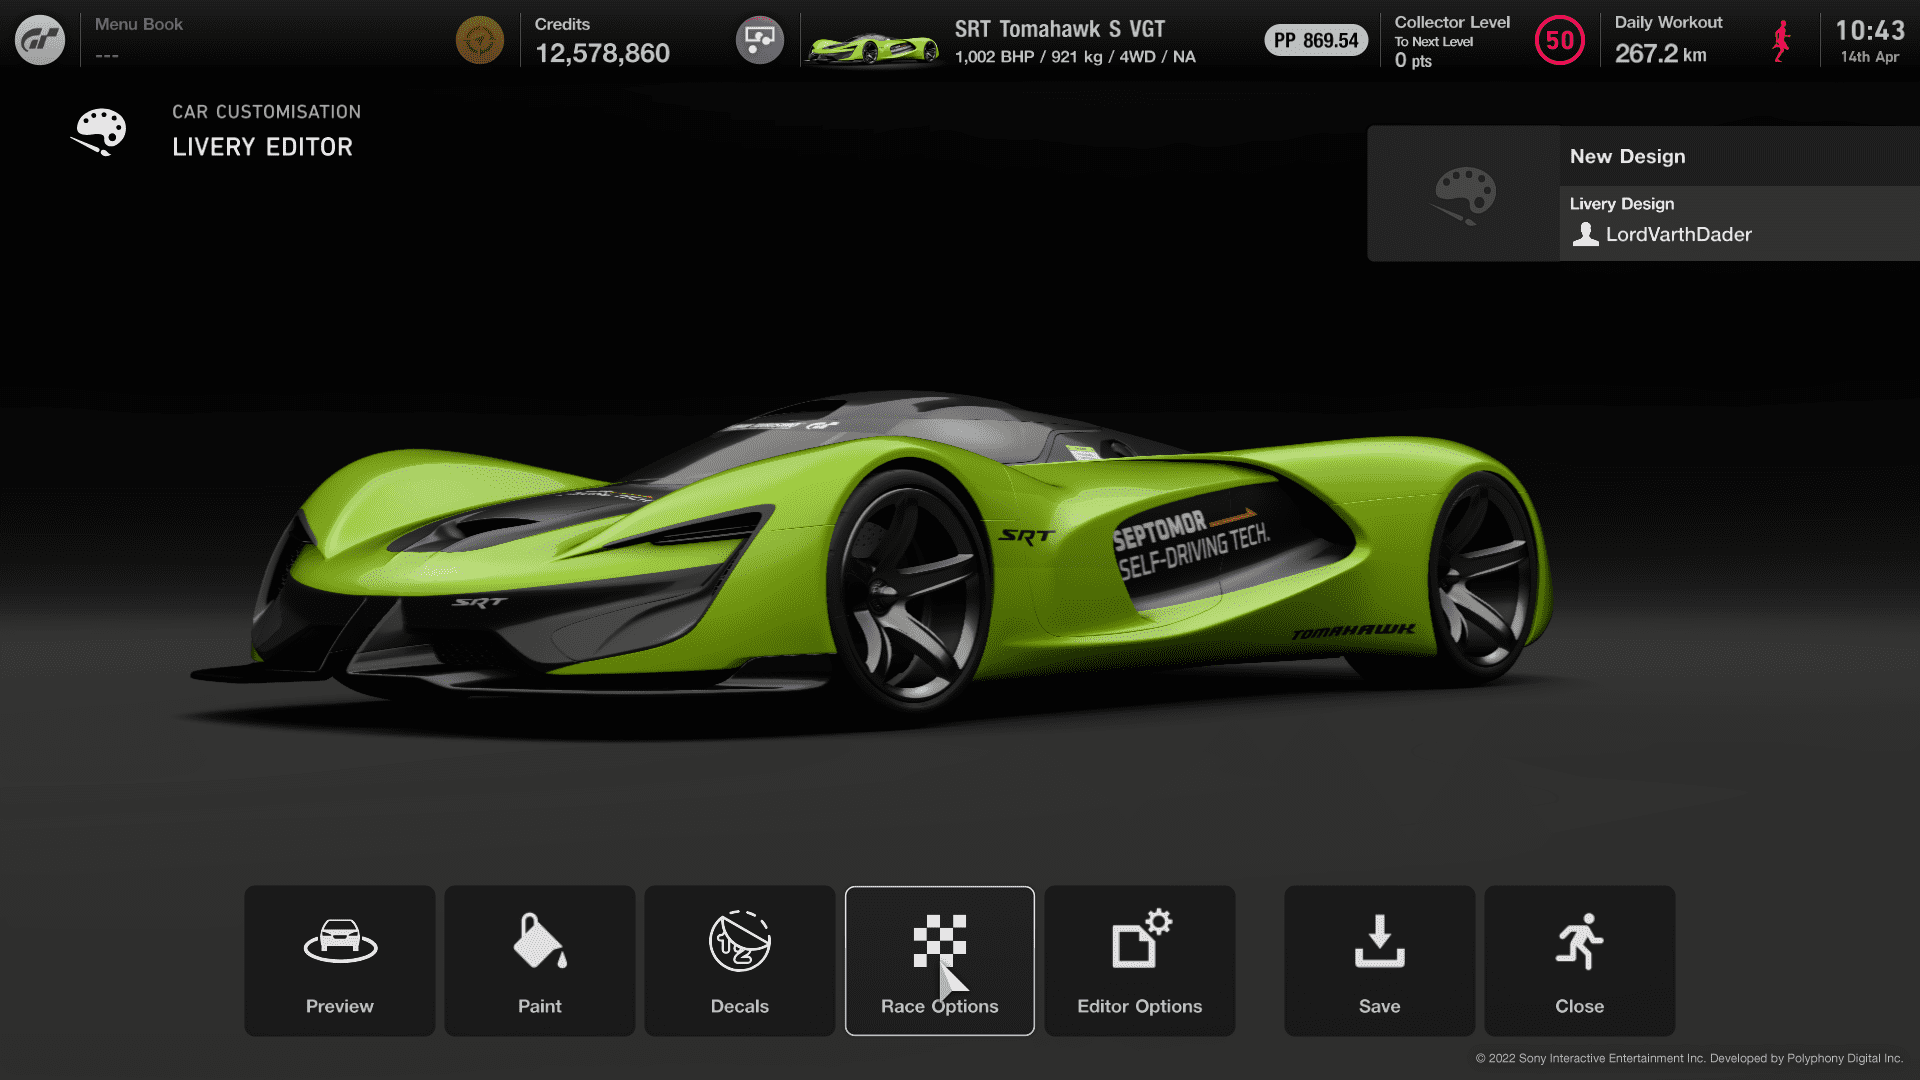 Menu Book
---
Credits
12,578,860
SRT Tomahawk S VGT
1,002 BHP / 921 kg / 4WD / NA
PP 869.54
Collector Level
To Next Level
0 pts
50
Daily Workout
267.2 km
10:43
14th Apr
CAR CUSTOMISATION
LIVERY EDITOR
New Design
Livery Design
LordVarthDader
SRT
SEPTOMOR
SELF-DRIVING TECH.
SRT
TOMAHAWK
Preview
Paint
Decals
Race Options
Editor Options
Save
Close
© 2022 Sony Interactive Entertainment Inc. Developed by Polyphony Digital Inc.